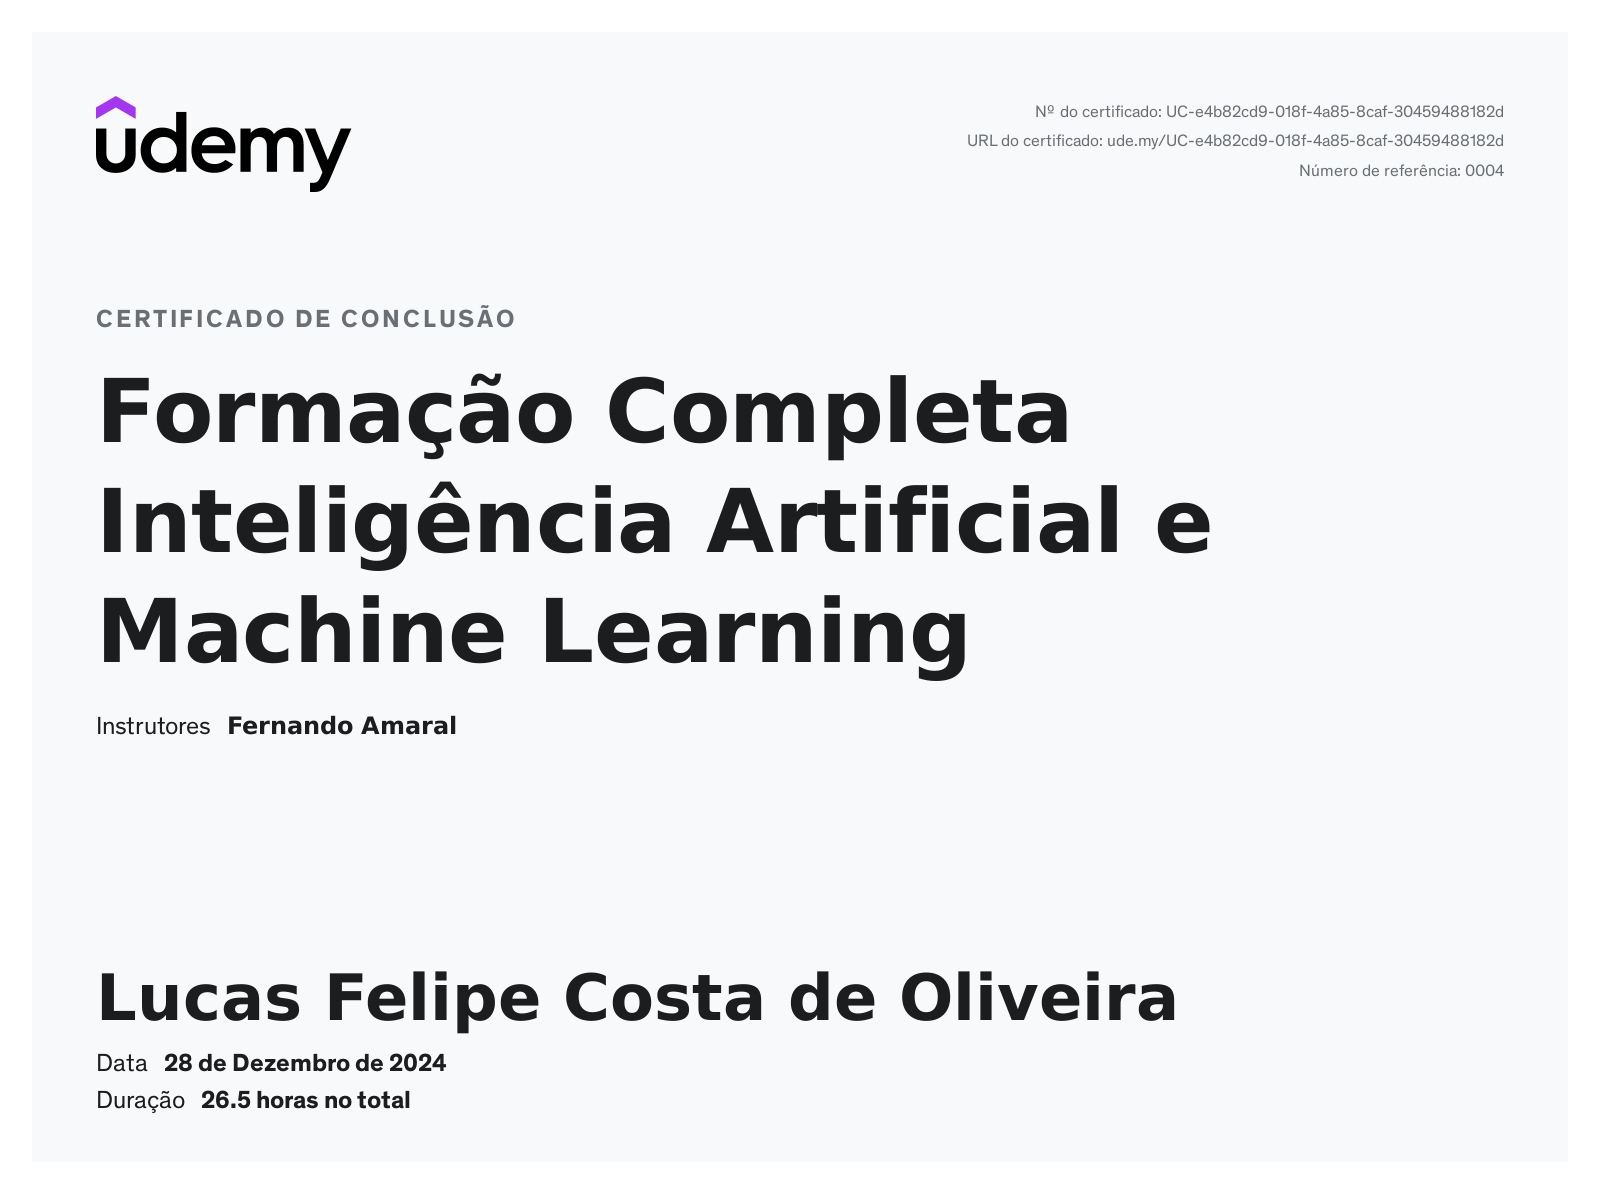 udemy
Nº do certificado: UC-e4b82cd9-018f-4a85-8caf-30459488182d
URL do certificado: ude.my/UC-e4b82cd9-018f-4a85-8caf-30459488182d
Número de referência: 0004
CERTIFICADO DE CONCLUSÃO
Formação Completa
Inteligência Artificial e
Machine Learning
Instrutores Fernando Amaral
Lucas Felipe Costa de Oliveira
Data 28 de Dezembro de 2024
Duração 26.5 horas no total